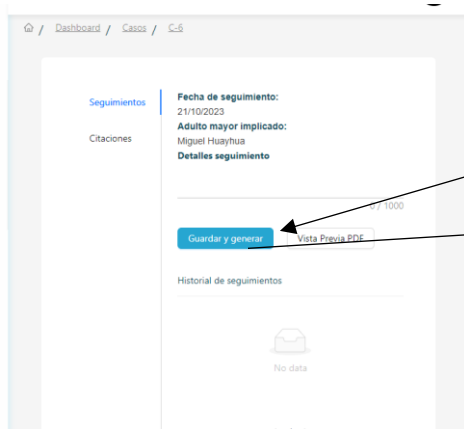 / Dashboard / Casos / C-6
Seguimientos
Citaciones
Fecha de seguimiento:
21/10/2023
Adulto mayor implicado:
Miguel Huayhua
Detalles seguimiento
0 / 1000
Guardar y generar
Vista Previa PDF
Historial de seguimientos
No data